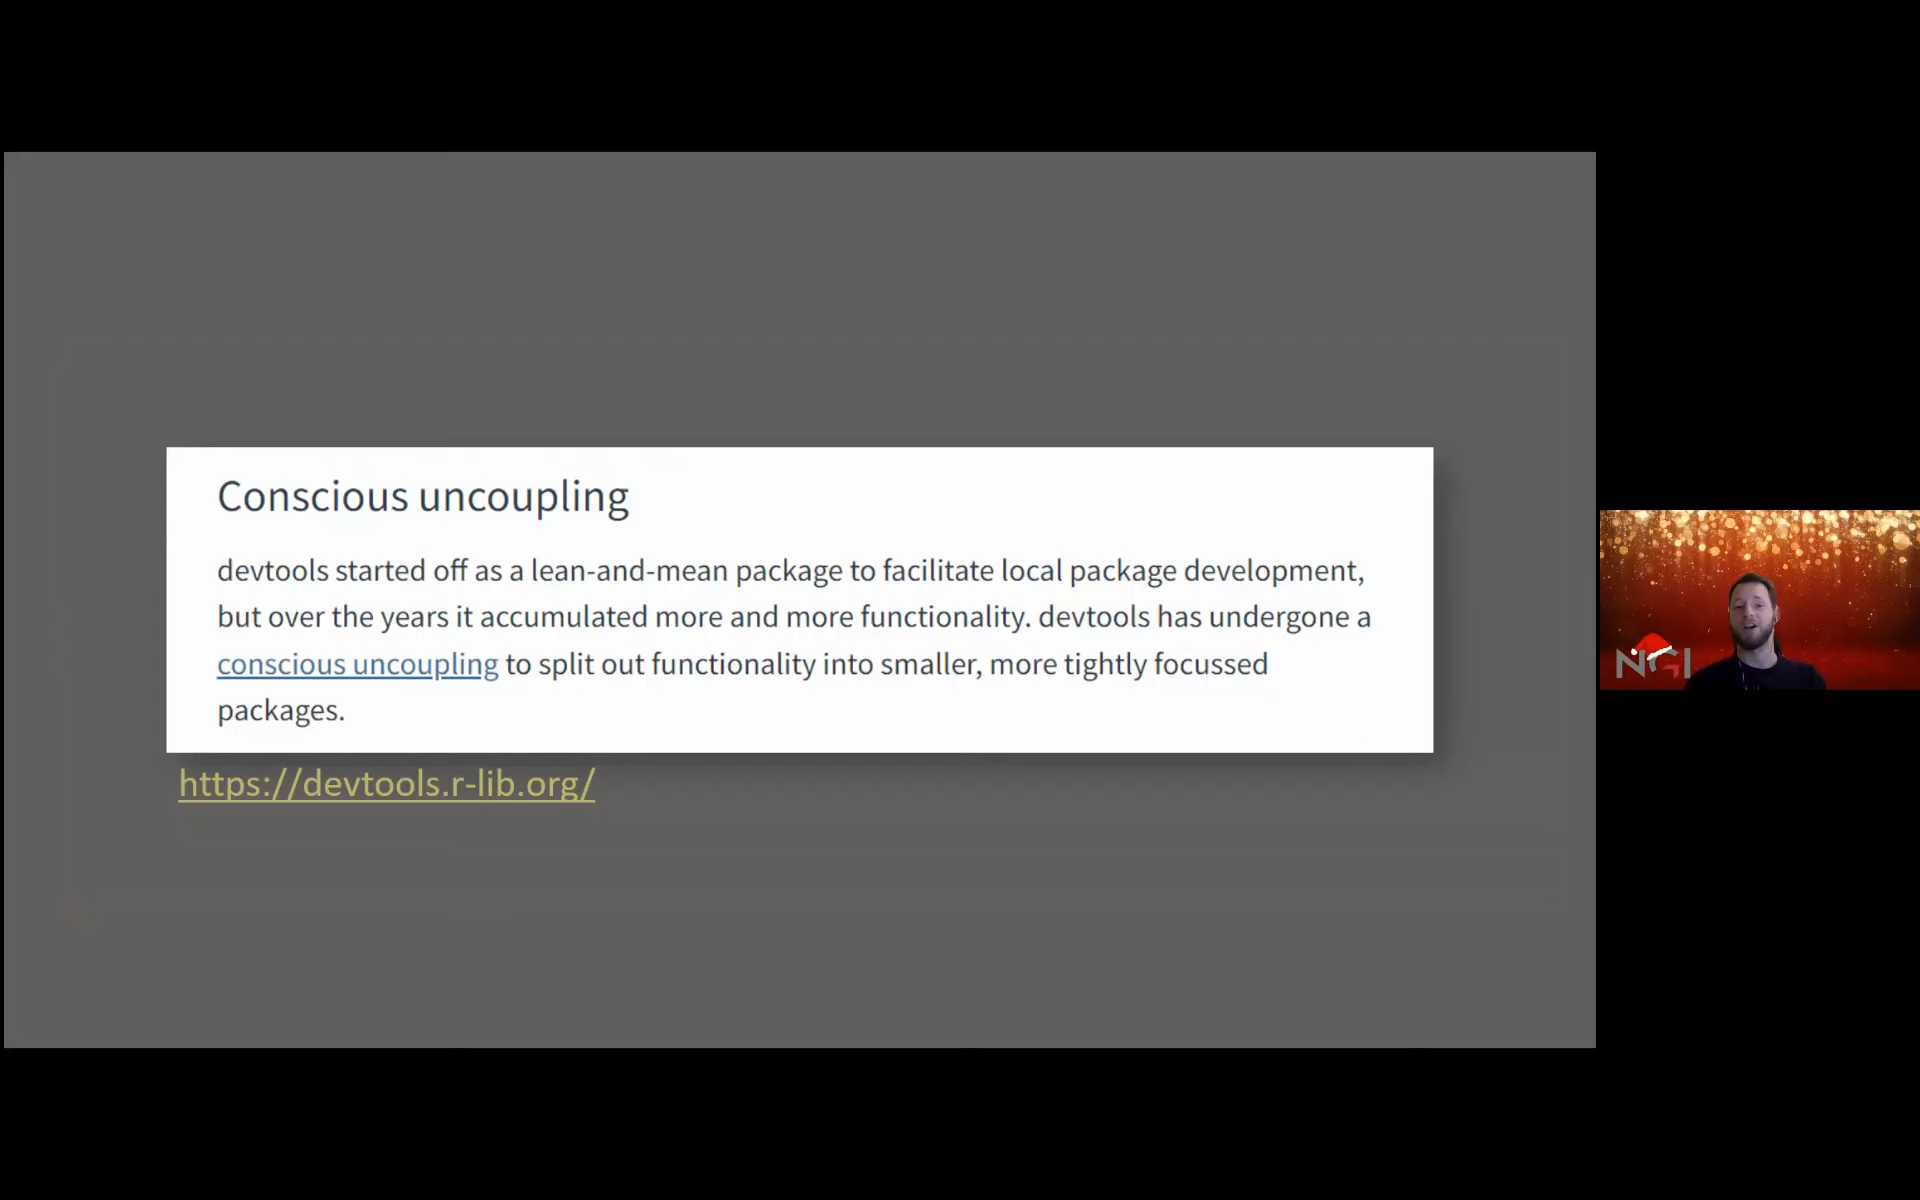 Conscious uncoupling
devtools started off as a lean-and-mean package to facilitate local package development,
but over the years it accumulated more and more functionality. devtools has undergone a
conscious uncoupling to split out functionality into smaller, more tightly focussed
packages.
https://devtools.r-lib.org/
NGI